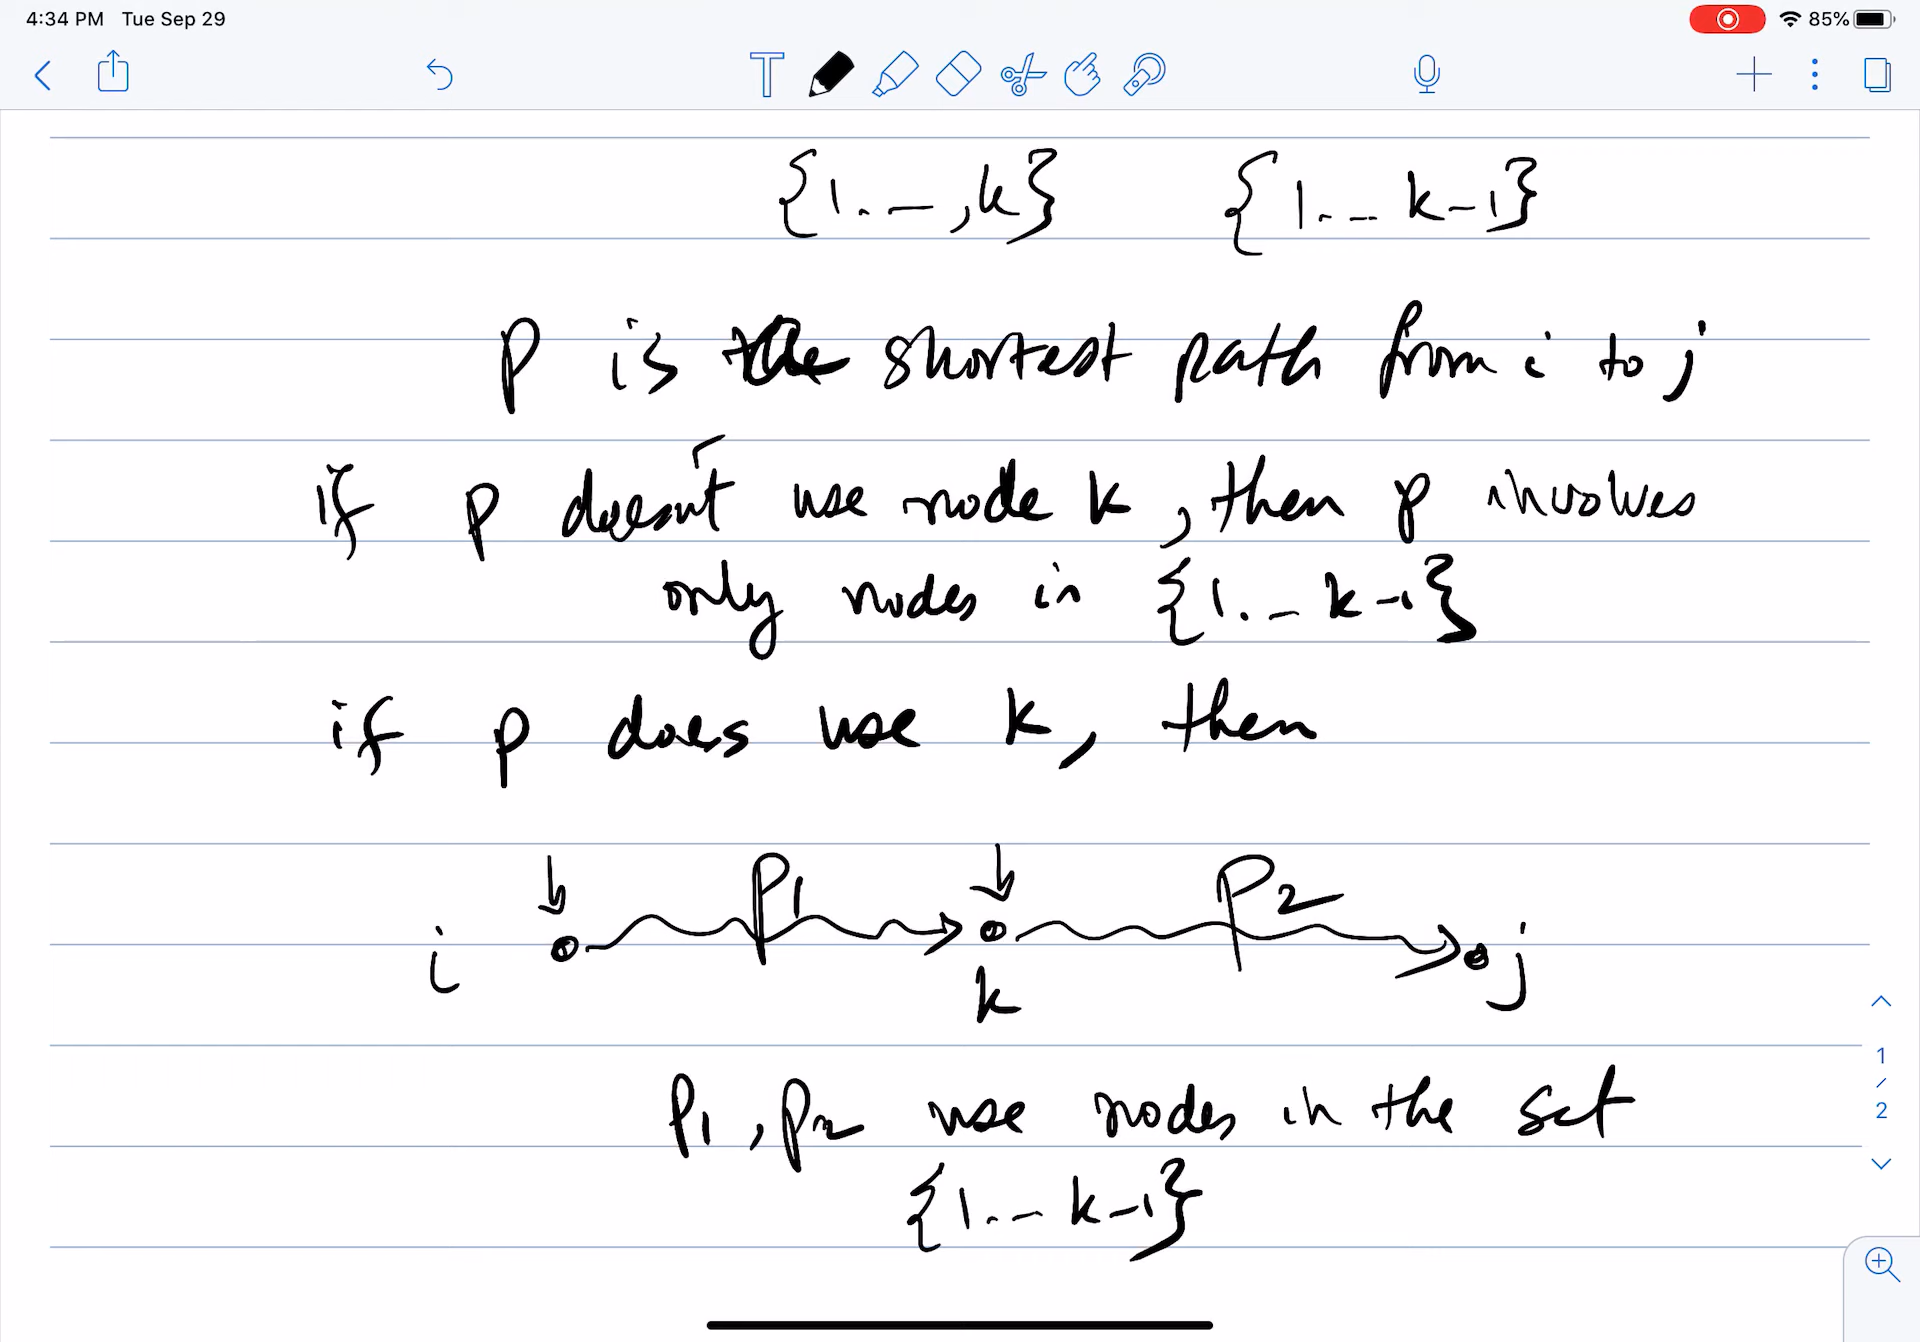 4:34 PM Tue Sep 29 85%
T
{1..–,k} {1.-– k-1}
P is the shortest path from i to j
if p doesn't use node k, then p involves
only nodes in {1.– k-1}
if p does use k, then
P1 P2
i k j
1
/
2
P1, P2 use nodes in the set
{1.-– k-1}